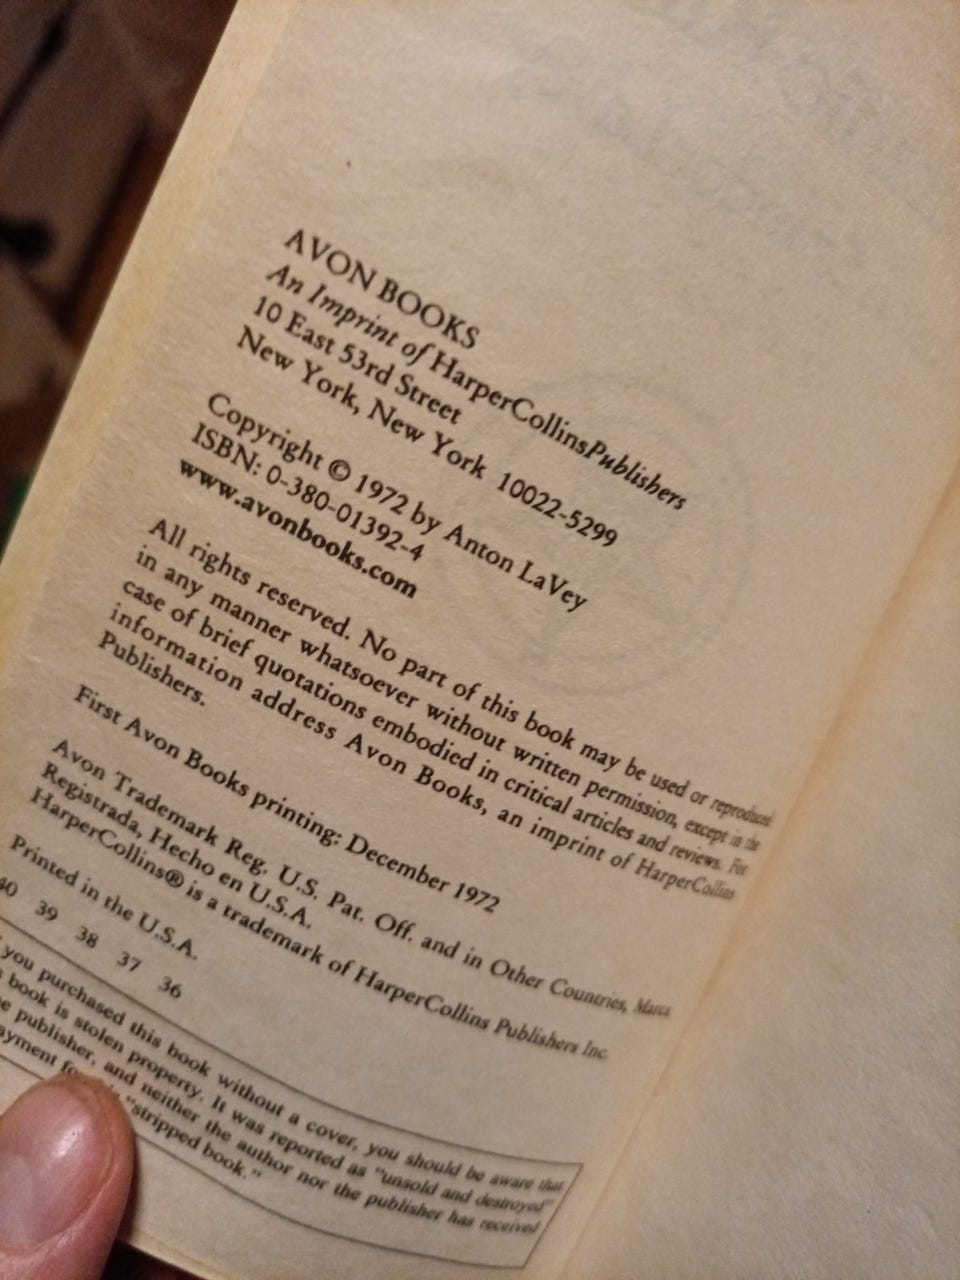 AVON BOOKS
An Imprint of HarperCollinsPublishers
10 East 53rd Street
New York, New York 10022-5299
Copyright © 1972 by Anton LaVey
ISBN: 0-380-01392-4
www.avonbooks.com
All rights reserved. No part of this book may be used or reproduced
in any manner whatsoever without written permission, except in the
case of brief quotations embodied in critical articles and reviews. For
information address Avon Books, an imprint of HarperCollins
Publishers.
First Avon Books printing: December 1972
Avon Trademark Reg. U.S. Pat. Off. and in Other Countries, Marca
Registrada, Hecho en U.S.A.
HarperCollins® is a trademark of HarperCollins Publishers Inc.
Printed in the U.S.A.
40 39 38 37 36
you purchased this book without a cover, you should be aware that
book is stolen property. It was reported as "unsold and destroyed"
publisher, and neither the author nor the publisher has received
"stripped book."